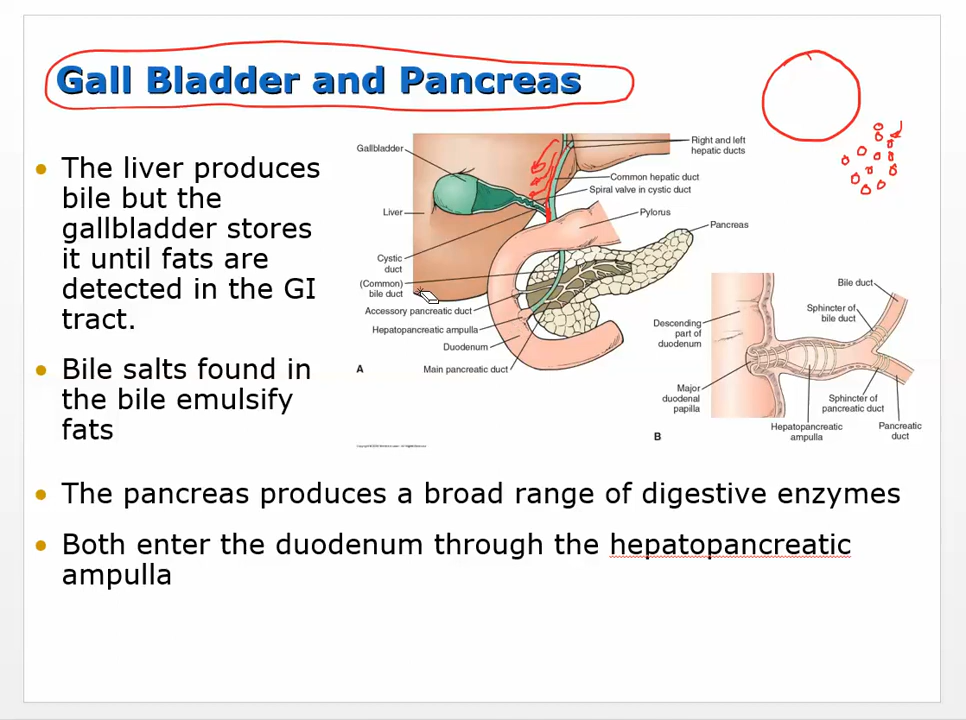 Gall Bladder and Pancreas
• The liver produces
bile but the
gallbladder stores
it until fats are
detected in the GI
tract.
• Bile salts found in
the bile emulsify
fats
• The pancreas produces a broad range of digestive enzymes
• Both enter the duodenum through the hepatopancreatic
ampulla
Gallbladder
Liver
Cystic
duct
(Common)
bile duct
Accessory pancreatic duct
Hepatopancreatic ampulla
Duodenum
Main pancreatic duct
A
Right and left
hepatic ducts
Common hepatic duct
Spiral valve in cystic duct
Pylorus
Pancreas
Bile duct
Sphincter of
bile duct
Descending
part of
duodenum
Major
duodenal
papilla
Sphincter of
pancreatic duct
Hepatopancreatic
ampulla
Pancreatic
duct
B